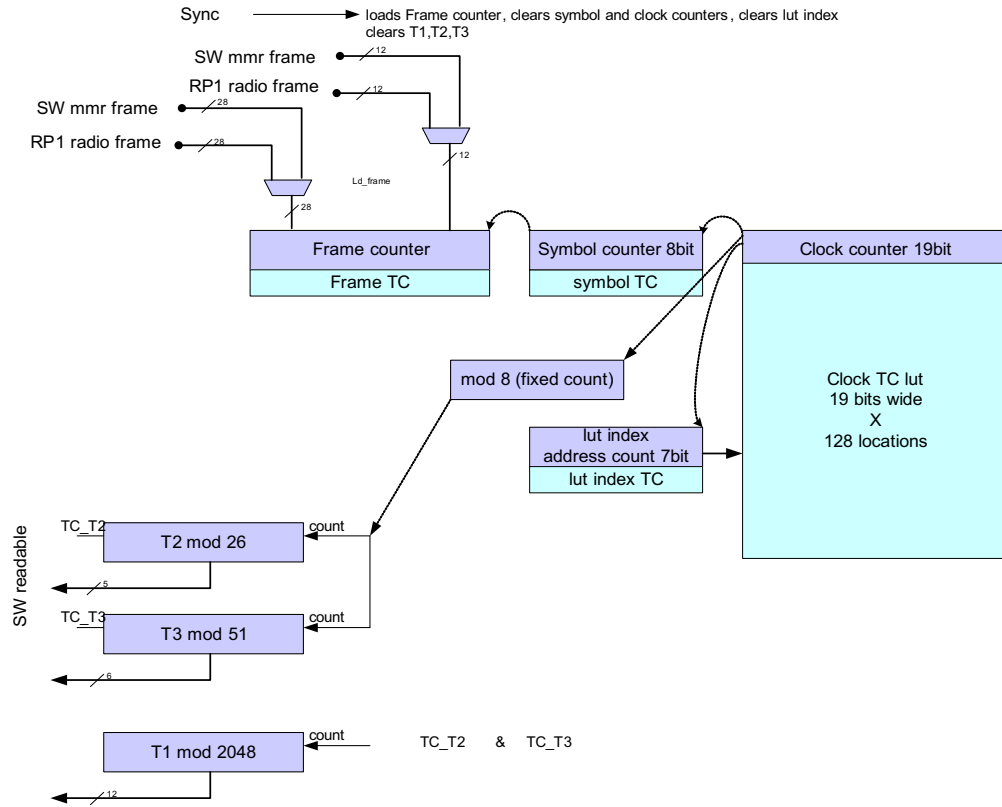 Sync
loads Frame counter, clears symbol and clock counters, clears lut index
clears T1,T2,T3
SW mmr frame
12
RP1 radio frame
12
SW mmr frame
28
RP1 radio frame
28
12
Ld_frame
28
Frame counter
Frame TC
Symbol counter 8bit
symbol TC
Clock counter 19bit
mod 8 (fixed count)
Clock TC lut
19 bits wide
X
128 locations
lut index
address count 7bit
lut index TC
SW readable
TC_T2
T2 mod 26
count
5
TC_T3
T3 mod 51
count
6
T1 mod 2048
count
TC_T2 & TC_T3
12